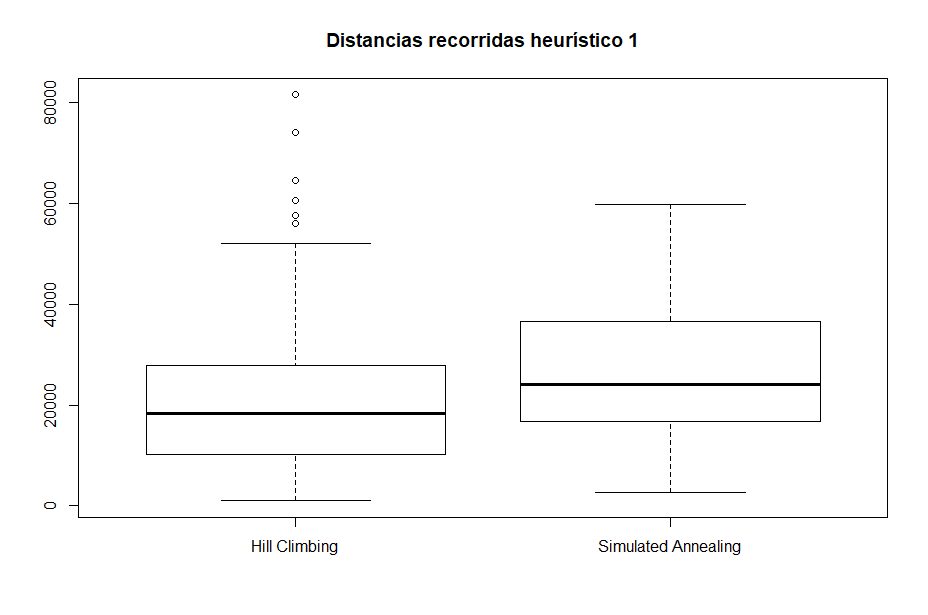 Distancias recorridas heurístico 1
80000
60000
40000
20000
0
Hill Climbing
Simulated Annealing